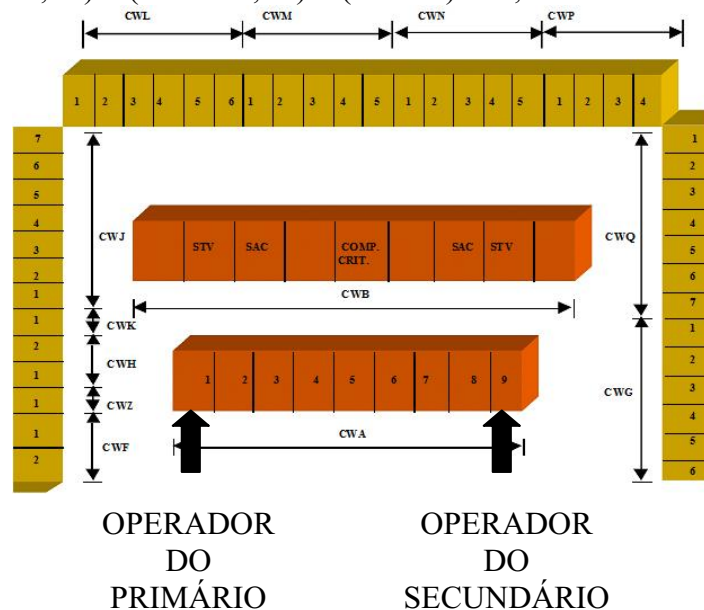 CWL CWM CWN CWP
1 2 3 4 5 6 1 2 3 4 5 1 2 3 4 5 1 2 3 4
7
6
5
4
3
2
1
1
2
1
1
1
2
CWJ
CWK
CWH
CWZ
CWF
STV SAC COMP. CRIT. SAC STV
CWB
1 2 3 4 5 6 7 8 9
CWA
CWQ
CWG
1
2
3
4
5
6
7
1
2
3
4
5
6
OPERADOR
DO
PRIMÁRIO
OPERADOR
DO
SECUNDÁRIO